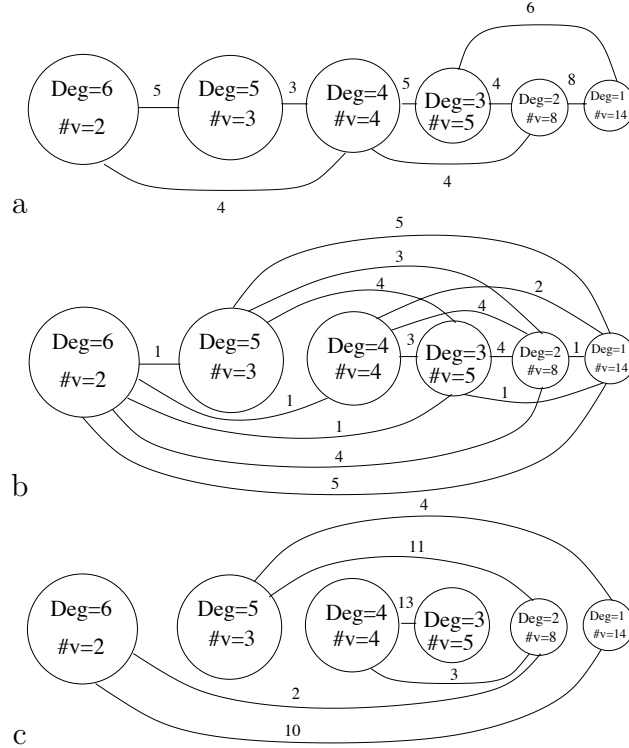 6
Deg=6
#v=2
5
Deg=5
#v=3
3
Deg=4
#v=4
5
Deg=3
#v=5
4
Deg=2
#v=8
8
Deg=1
#v=14
4
4
a
5
3
4
2
4
Deg=6
#v=2
1
Deg=5
#v=3
Deg=4
#v=4
3
Deg=3
#v=5
4
Deg=2
#v=8
1
Deg=1
#v=14
1
1
1
4
5
b
4
11
Deg=6
#v=2
Deg=5
#v=3
Deg=4
#v=4
13
Deg=3
#v=5
Deg=2
#v=8
Deg=1
#v=14
3
2
10
c